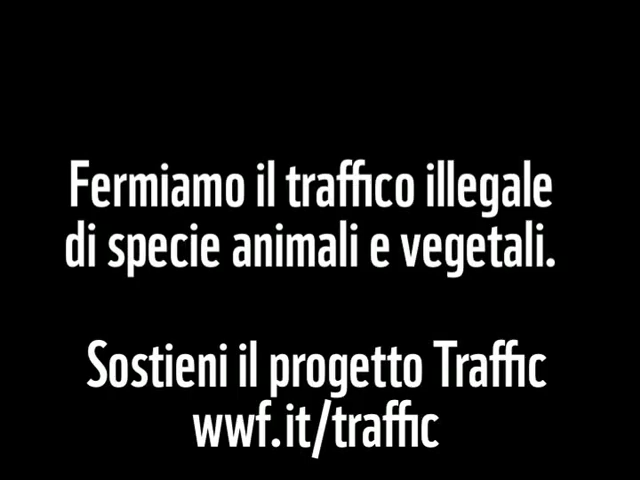 Fermiamo il traffico illegale
di specie animali e vegetali.
Sostieni il progetto Traffic
wwf.it/traffic